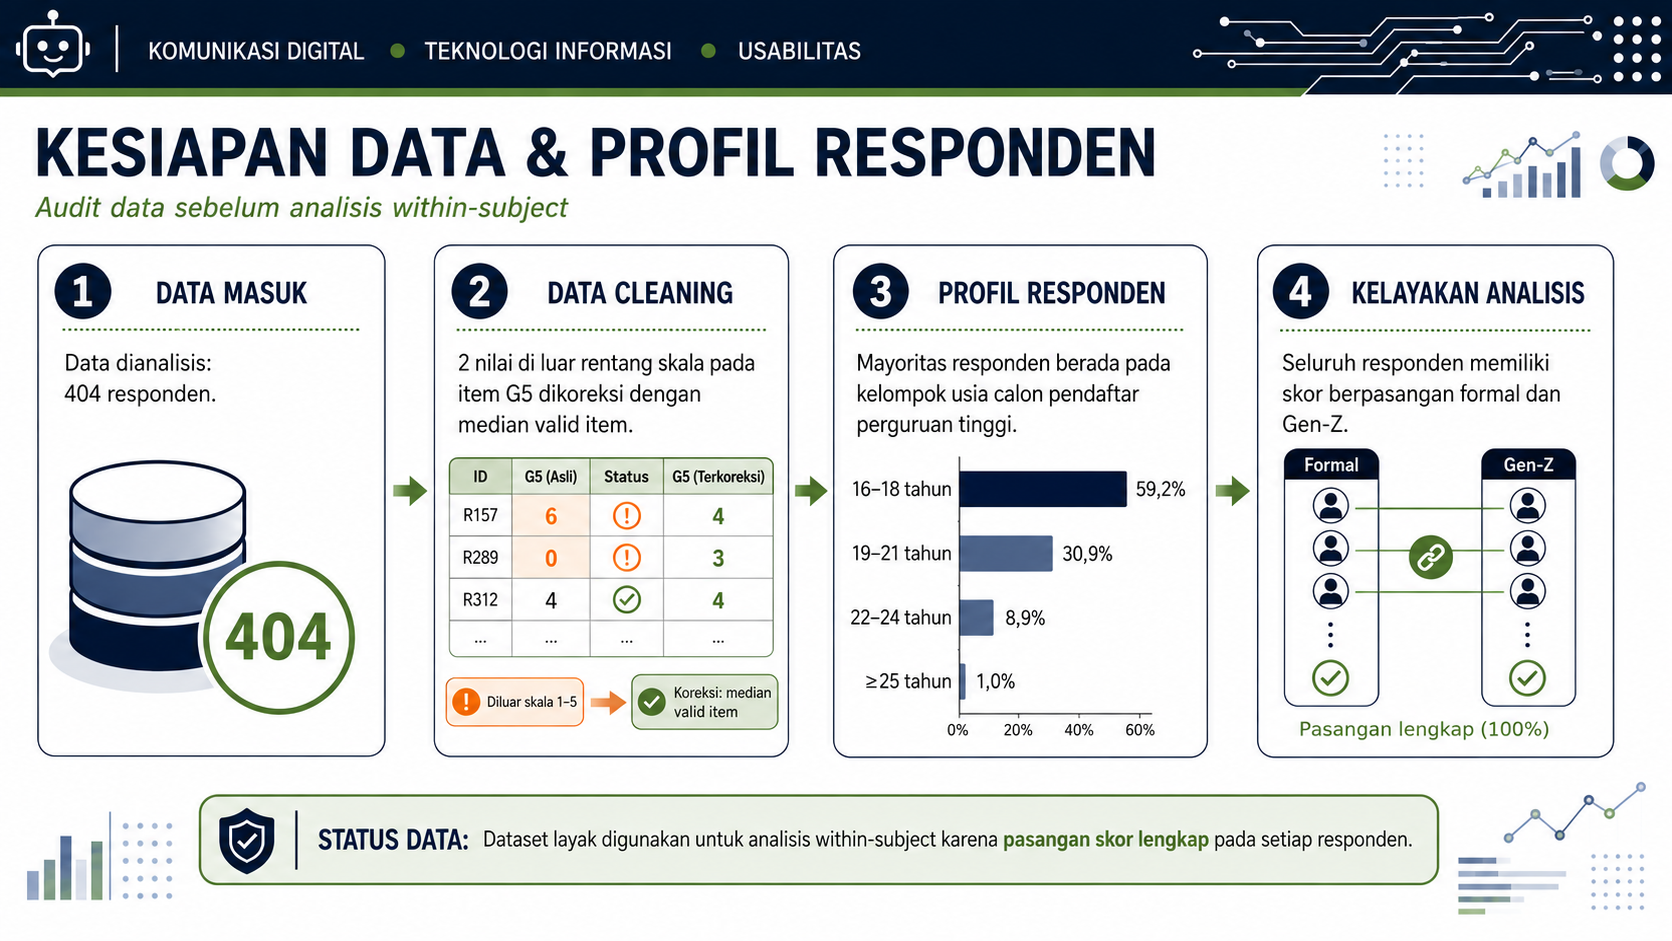 KOMUNIKASI DIGITAL • TEKNOLOGI INFORMASI • USABILITAS
KESIAPAN DATA & PROFIL RESPONDEN
Audit data sebelum analisis within-subject
1 DATA MASUK
Data dianalisis:
404 responden.
404
2 DATA CLEANING
2 nilai di luar rentang skala pada
item G5 dikoreksi dengan
median valid item.
ID G5 (Asli) Status G5 (Terkoreksi)
R157 6 ! 4
R289 0 ! 3
R312 4 ✓ 4
... ... ... ...
! Diluar skala 1–5
Koreksi: median
valid item
3 PROFIL RESPONDEN
Mayoritas responden berada pada
kelompok usia calon pendaftar
perguruan tinggi.
16–18 tahun 59,2%
19–21 tahun 30,9%
22–24 tahun 8,9%
≥25 tahun 1,0%
0% 20% 40% 60%
4 KELAYAKAN ANALISIS
Seluruh responden memiliki
skor berpasangan formal dan
Gen-Z.
Formal Gen-Z
Pasangan lengkap (100%)
STATUS DATA: Dataset layak digunakan untuk analisis within-subject karena pasangan skor lengkap pada setiap responden.